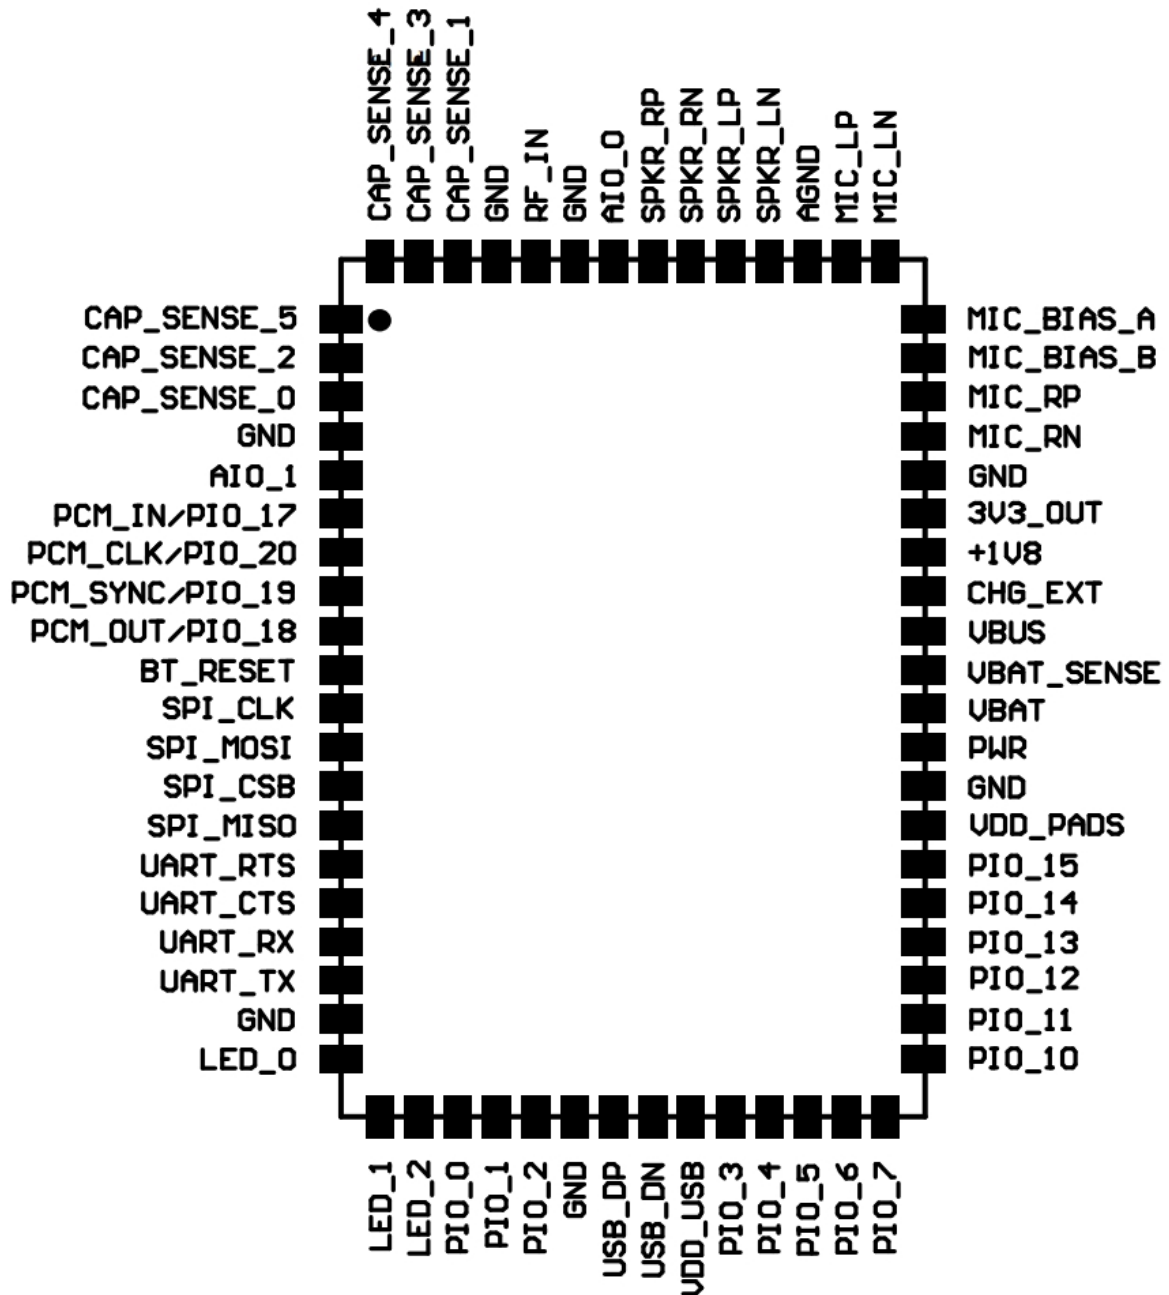 CAP_SENSE_4
CAP_SENSE_3
CAP_SENSE_1
GND
RF_IN
GND
AIO_0
SPKR_RP
SPKR_RN
SPKR_LP
SPKR_LN
AGND
MIC_LP
MIC_LN
CAP_SENSE_5
CAP_SENSE_2
CAP_SENSE_0
GND
AIO_1
PCM_IN/PIO_17
PCM_CLK/PIO_20
PCM_SYNC/PIO_19
PCM_OUT/PIO_18
BT_RESET
SPI_CLK
SPI_MOSI
SPI_CSB
SPI_MISO
UART_RTS
UART_CTS
UART_RX
UART_TX
GND
LED_0
MIC_BIAS_A
MIC_BIAS_B
MIC_RP
MIC_RN
GND
3V3_OUT
+1V8
CHG_EXT
VBUS
VBAT_SENSE
VBAT
PWR
GND
VDD_PADS
PIO_15
PIO_14
PIO_13
PIO_12
PIO_11
PIO_10
LED_1
LED_2
PIO_0
PIO_1
PIO_2
GND
USB_DP
USB_DN
VDD_USB
PIO_3
PIO_4
PIO_5
PIO_6
PIO_7